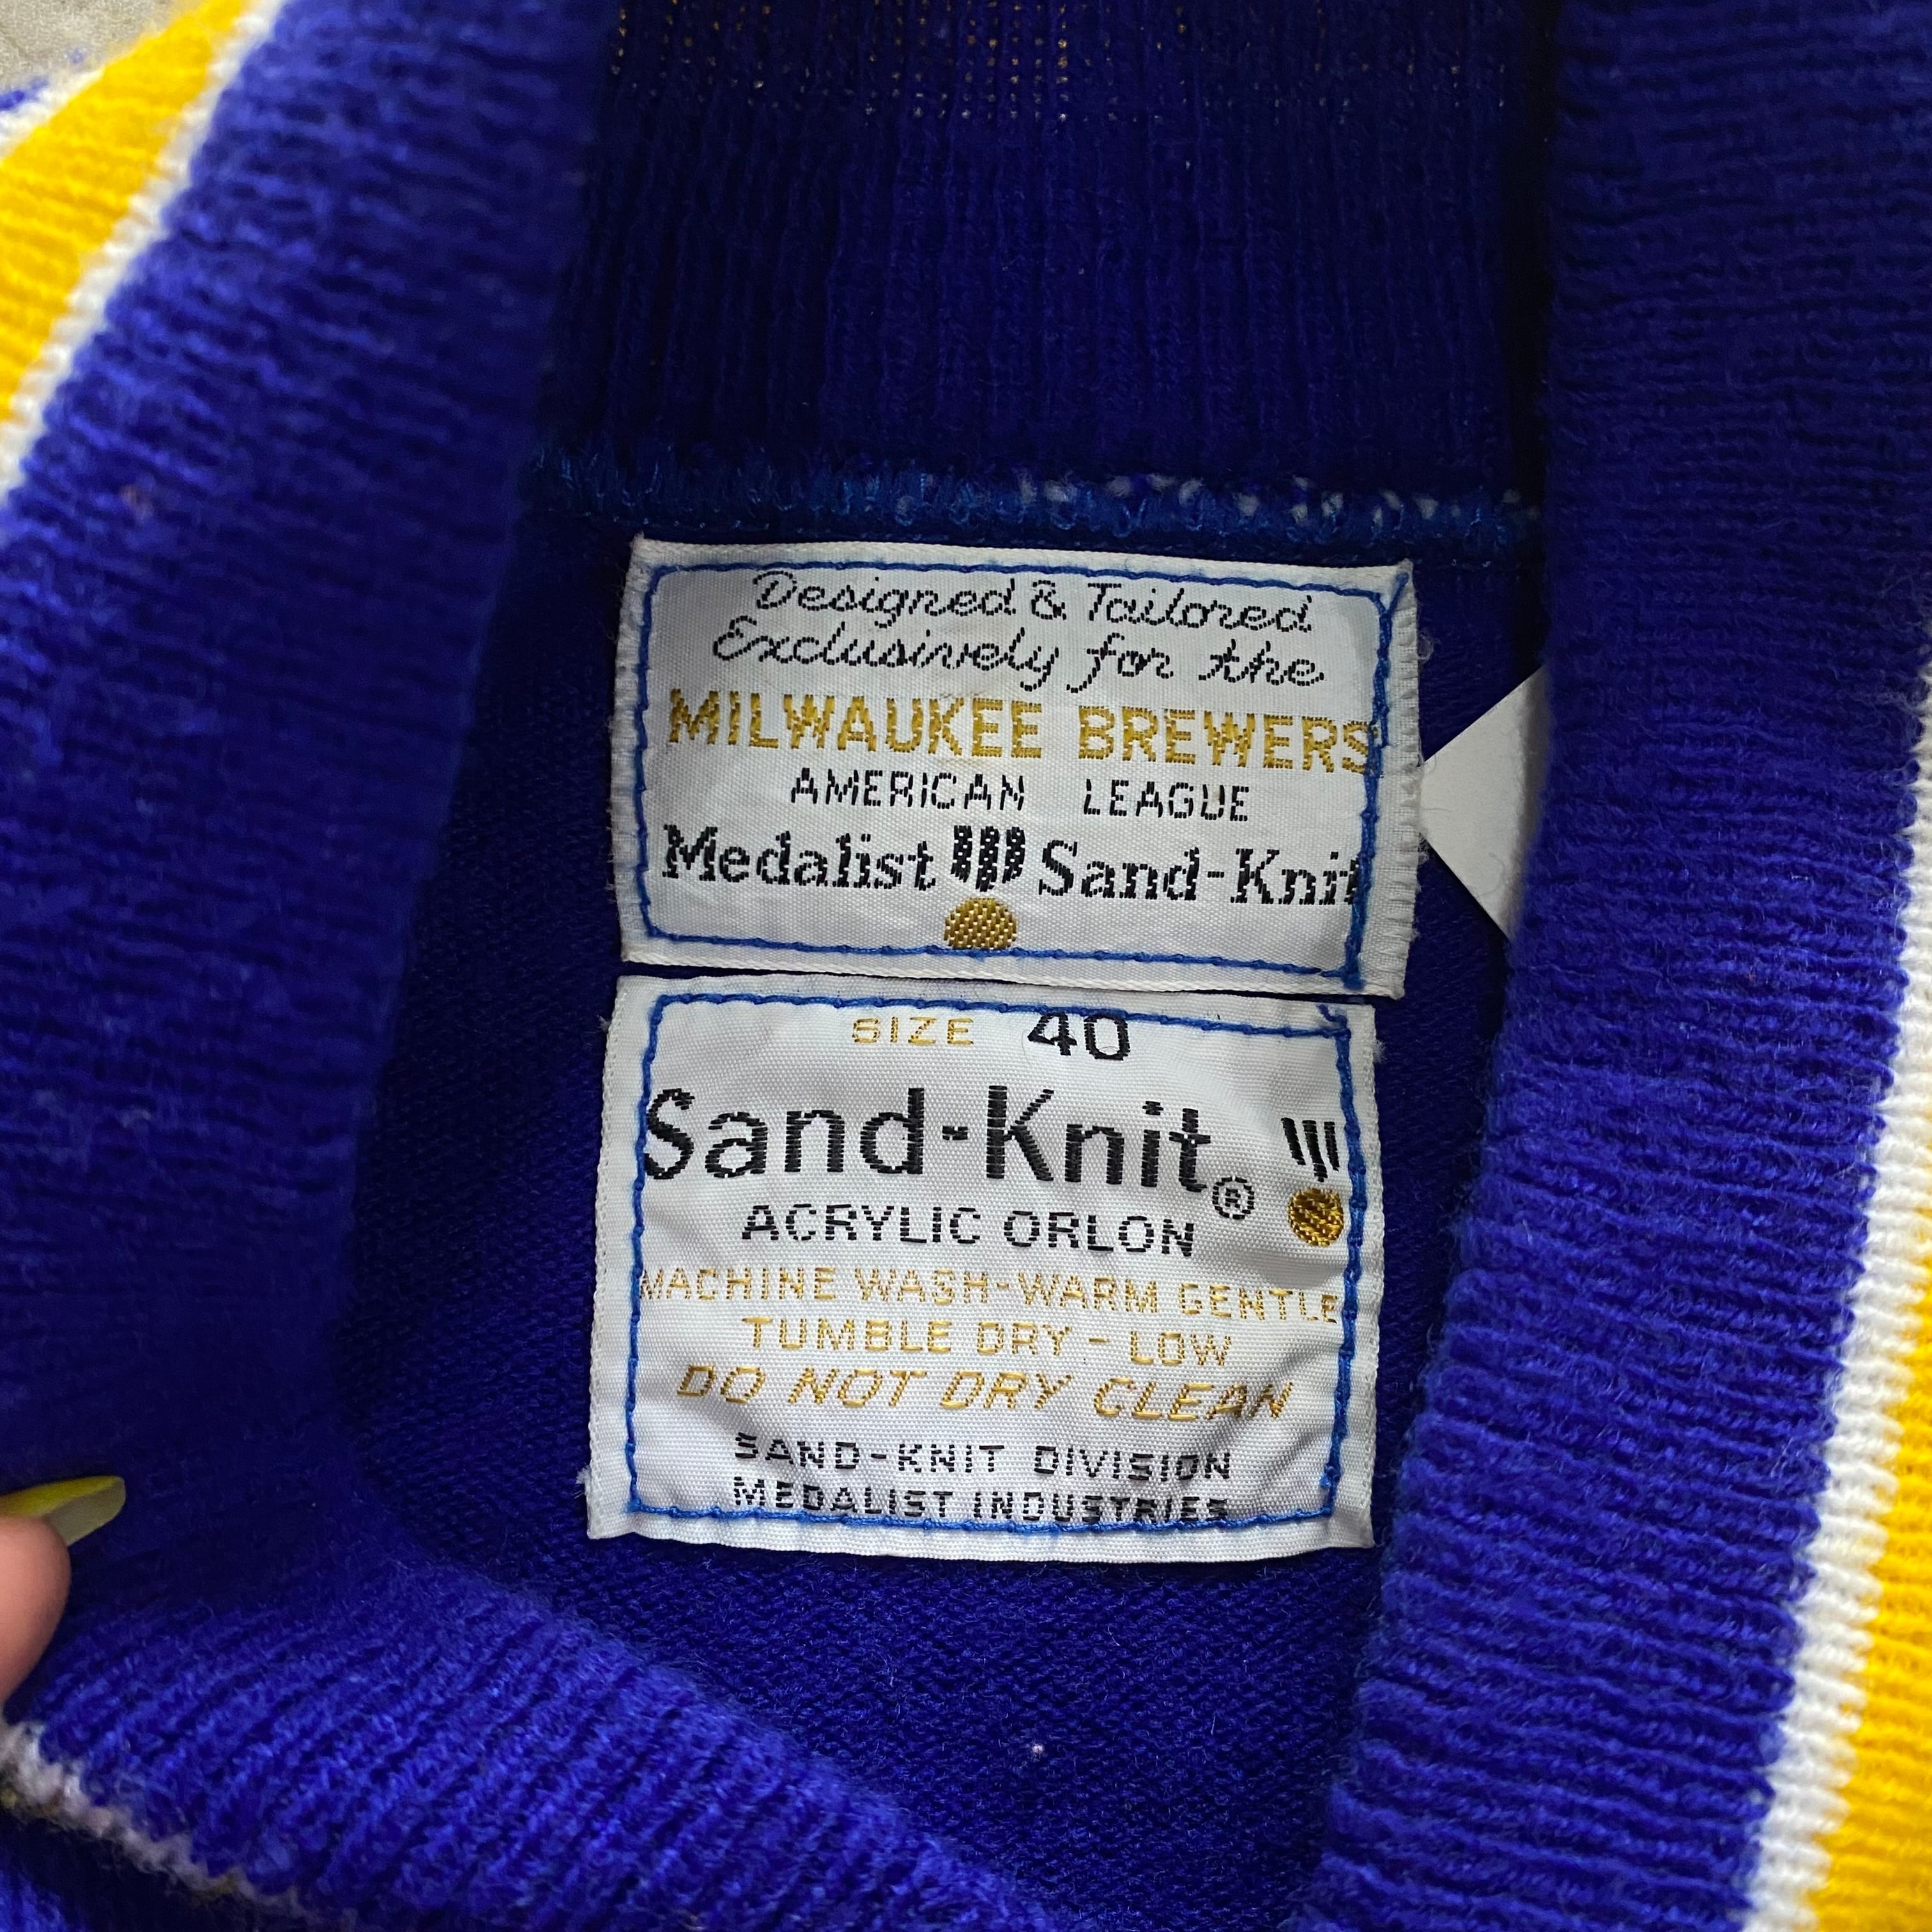 Designed & Tailored
Exclusively for the
MILWAUKEE BREWERS
AMERICAN LEAGUE
Medalist Sand-Knit
SIZE 40
Sand-Knit®
ACRYLIC ORLON
MACHINE WASH-WARM GENTLE
TUMBLE DRY - LOW
DO NOT DRY CLEAN
SAND-KNIT DIVISION
MEDALIST INDUSTRIES